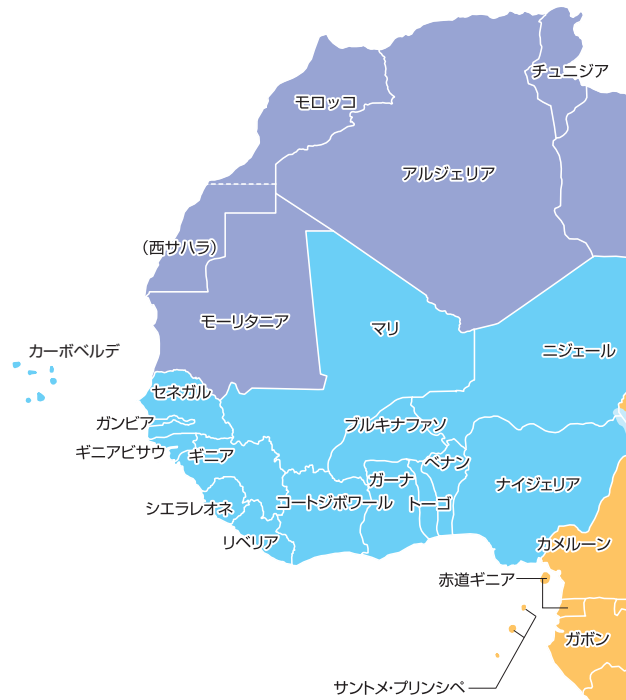 チュニジア
モロッコ
アルジェリア
（西サハラ）
モーリタニア
マリ
カーボベルデ
ニジェール
セネガル
ガンビア
ブルキナファソ
ギニアビサウ
ギニア
ベナン
ガーナ
ナイジェリア
コートジボワール
トーゴ
シエラレオネ
リベリア
カメルーン
赤道ギニア
ガボン
サントメ・プリンシペ